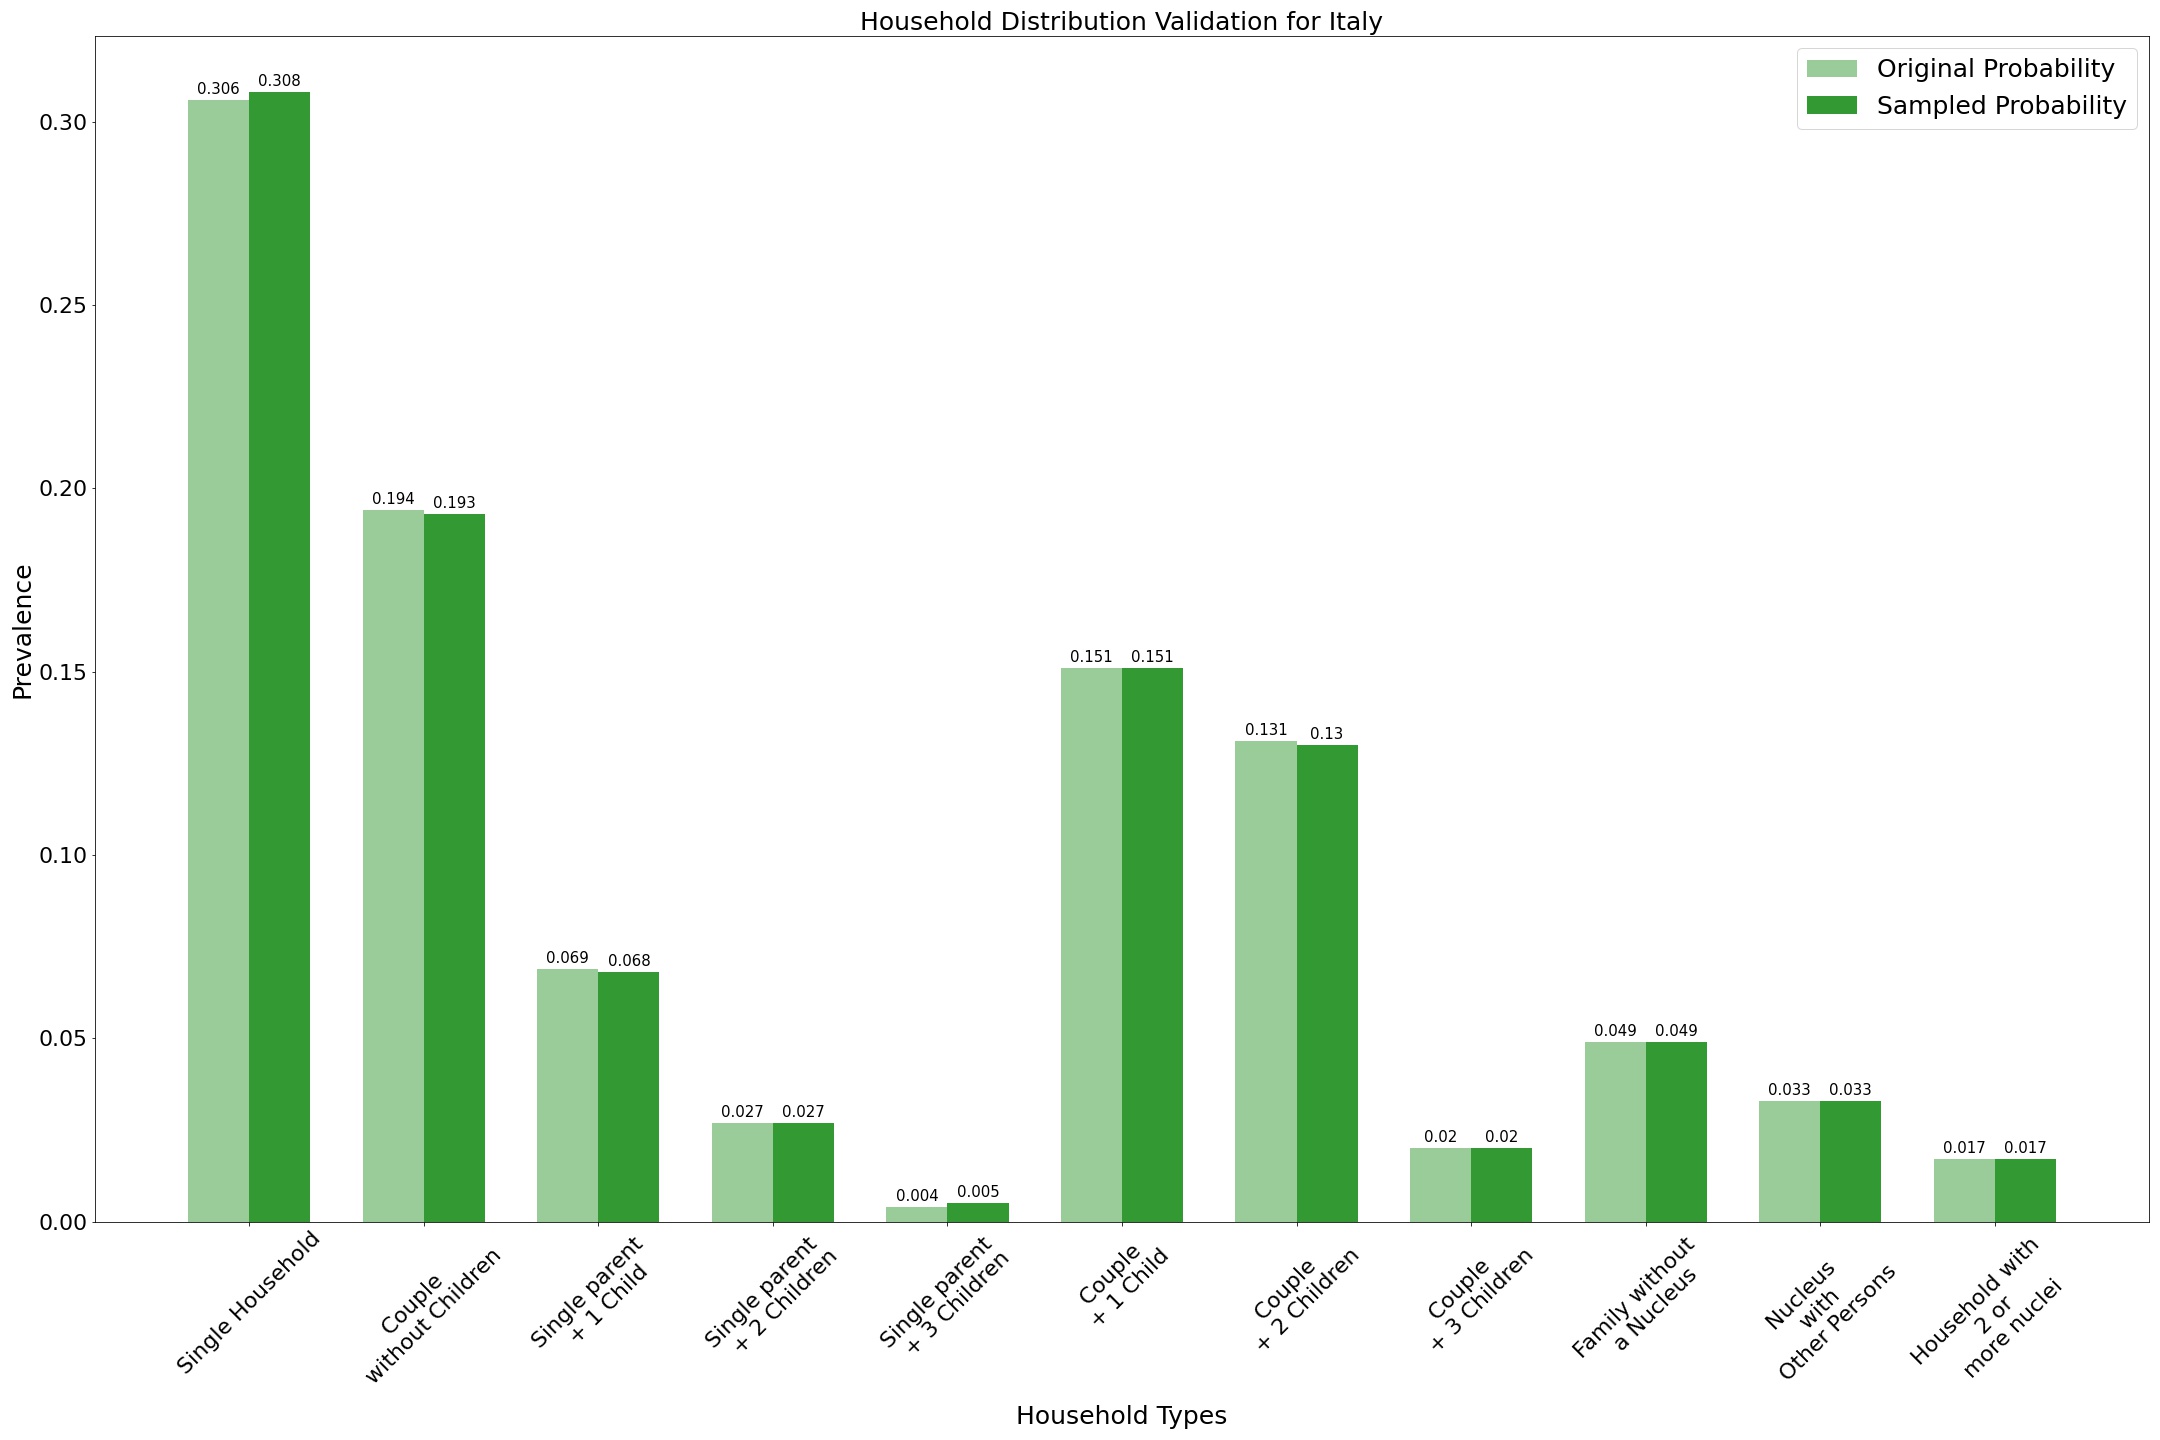 Household Distribution Validation for Italy
Original Probability
Sampled Probability
Prevalence
0.30
0.25
0.20
0.15
0.10
0.05
0.00
0.306
0.308
0.194
0.193
0.069
0.068
0.027
0.027
0.004
0.005
0.151
0.151
0.131
0.13
0.02
0.02
0.049
0.049
0.033
0.033
0.017
0.017
Single Household
Couple
without Children
Single parent
+ 1 Child
Single parent
+ 2 Children
Single parent
+ 3 Children
Couple
+ 1 Child
Couple
+ 2 Children
Couple
+ 3 Children
Family without
a Nucleus
Nucleus
with
Other Persons
Household with
2 or
more nuclei
Household Types